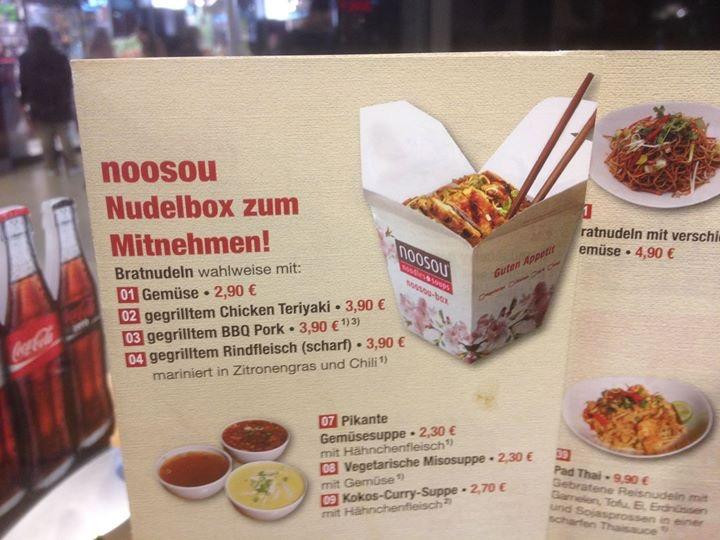 noosou
Nudelbox zum
Mitnehmen!
Bratnudeln wahlweise mit:
01 Gemüse • 2,90 €
02 gegrilltem Chicken Teriyaki • 3,90 €
03 gegrilltem BBQ Pork • 3,90 € 1) 3)
04 gegrilltem Rindfleisch (scharf) • 3,90 €
mariniert in Zitronengras und Chili 1)
noosou
noodles & soups
noosou-box
Guten Appetit
07 Pikante
Gemüsesuppe • 2,30 €
mit Hähnchenfleisch 1)
08 Vegetarische Misosuppe • 2,30 €
mit Gemüse 1)
09 Kokos-Curry-Suppe • 2,70 €
mit Hähnchenfleisch 2)
ratnudeln mit verschi
emüse • 4,90 €
39
Pad Thai • 9,90 €
Gebratene Reisnudeln mit
Garnelen, Tofu, Ei, Erdnüssen
und Sojasprossen in einer
scharfen Thaisauce
Coca-Cola